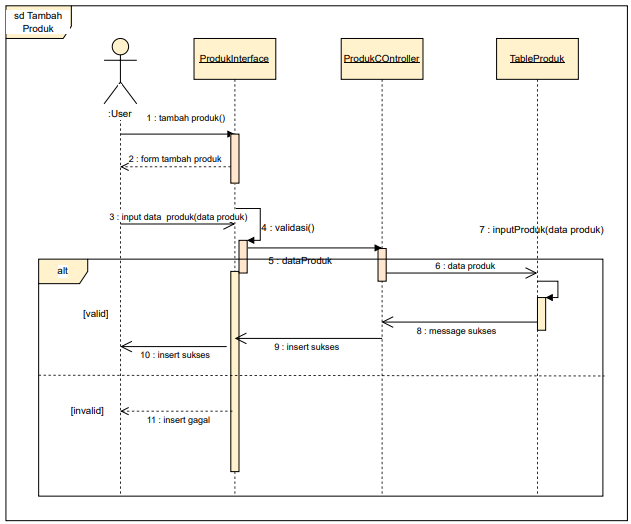 sd Tambah
Produk
ProdukInterface
ProdukCOntroller
TableProduk
:User
1 : tambah produk()
2 : form tambah produk
3 : input data produk(data produk)
4 : validasi()
7 : inputProduk(data produk)
5 : dataProduk
6 : data produk
alt
[valid]
8 : message sukses
9 : insert sukses
10 : insert sukses
[invalid]
11 : insert gagal